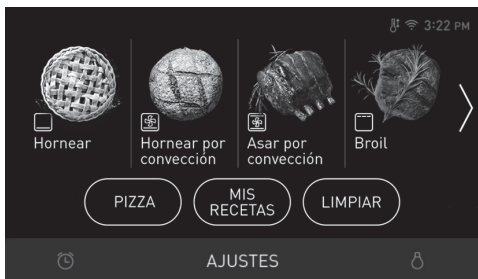 3:22 PM
Hornear
Hornear por
convección
Asar por
convección
Broil
PIZZA
MIS
RECETAS
LIMPIAR
AJUSTES